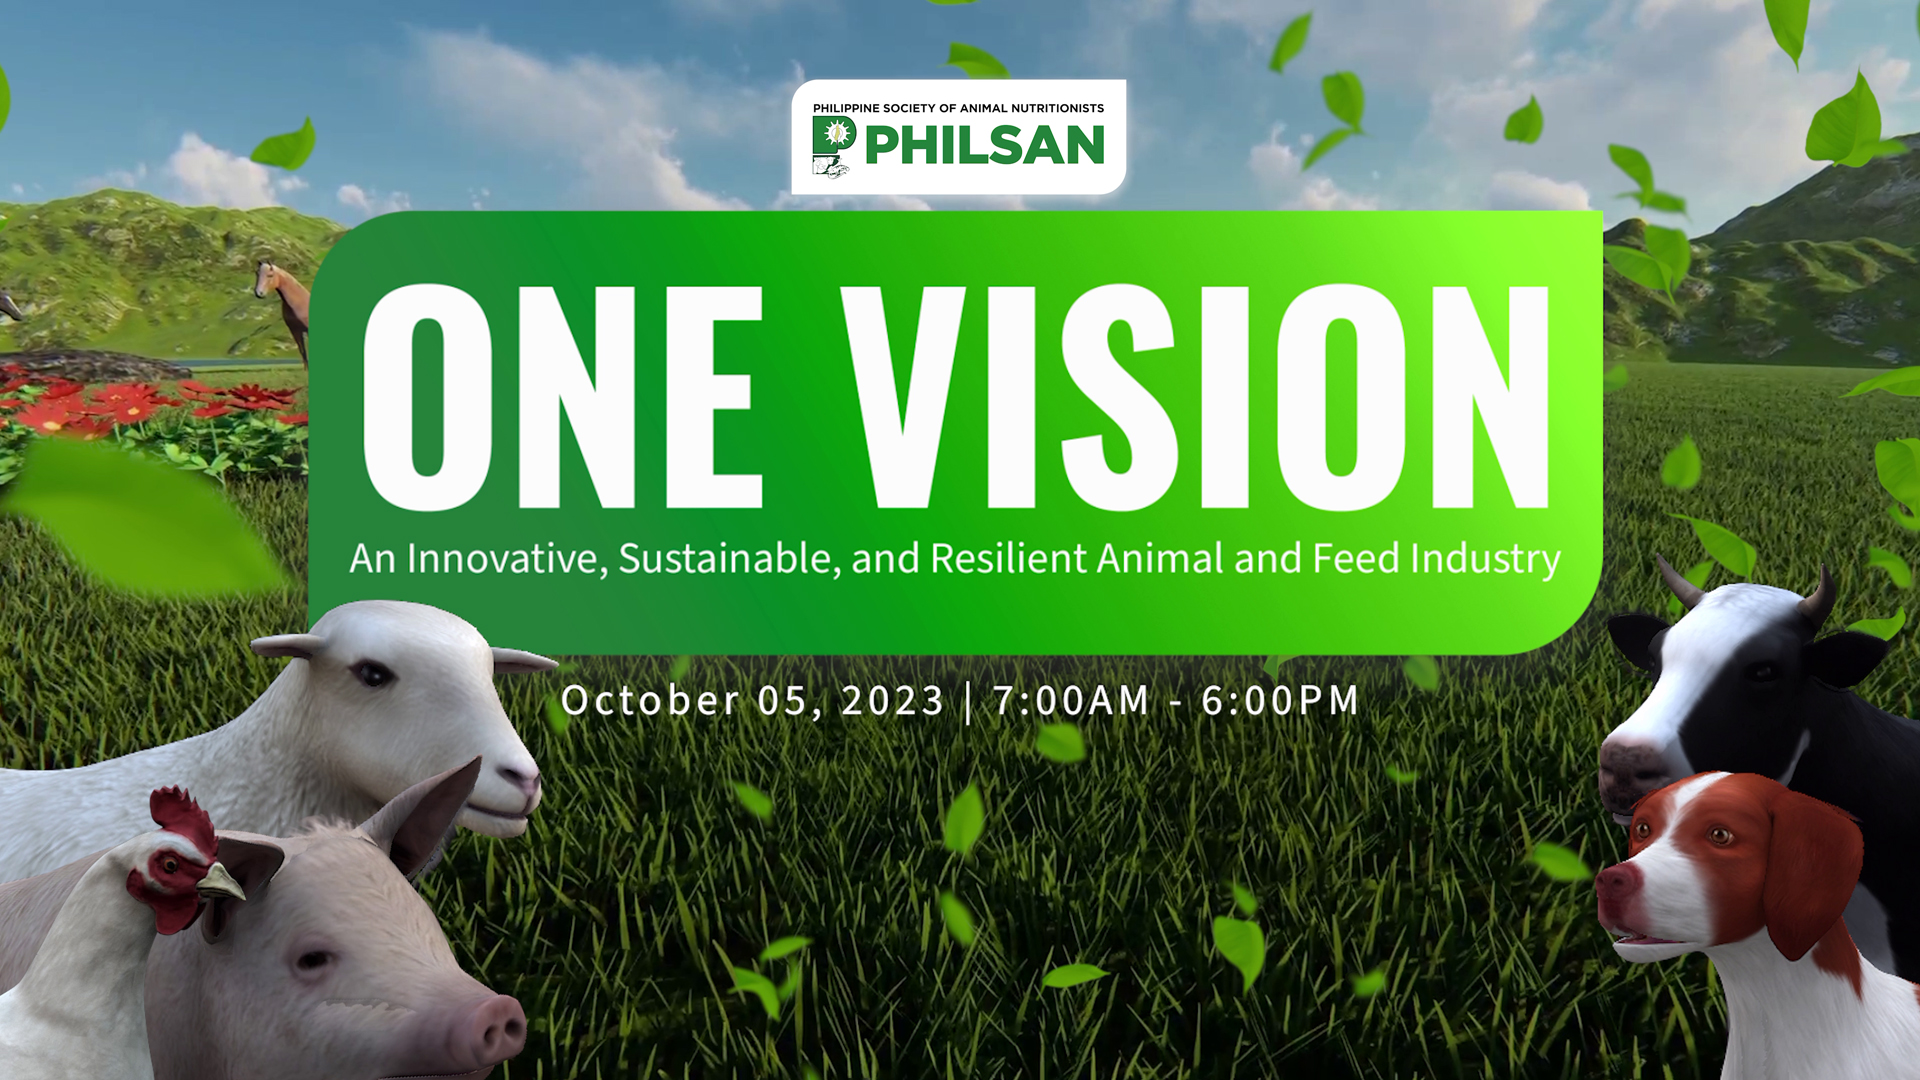 PHILIPPINE SOCIETY OF ANIMAL NUTRITIONISTS
PHILSAN
ONE VISION
An Innovative, Sustainable, and Resilient Animal and Feed Industry
October 05, 2023 | 7:00AM - 6:00PM